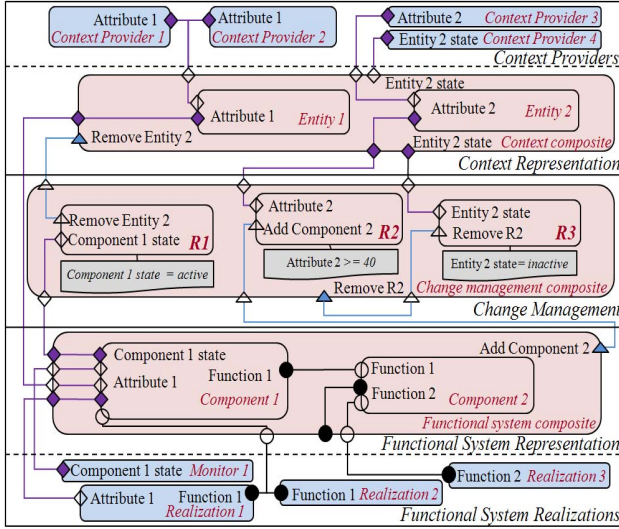 Attribute 1
Context Provider 1
Attribute 1
Context Provider 2
Attribute 2 Context Provider 3
Entity 2 state Context Provider 4
Context Providers
Entity 2 state
Attribute 1 Entity 1
Attribute 2 Entity 2
Remove Entity 2
Entity 2 state Context composite
Context Representation
Remove Entity 2
Component 1 state R1
Component 1 state = active
Attribute 2
Add Component 2 R2
Attribute 2 >= 40
Entity 2 state
Remove R2 R3
Entity 2 state = inactive
Remove R2
Change management composite
Change Management
Component 1 state
Attribute 1
Function 1
Component 1
Add Component 2
Function 1
Function 2
Component 2
Functional system composite
Functional System Representation
Component 1 state Monitor 1
Attribute 1 Function 1
Realization 1
Function 1 Realization 2
Function 2 Realization 3
Functional System Realizations